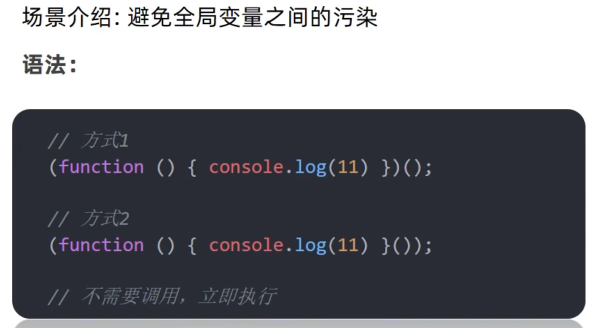 场景介绍: 避免全局变量之间的污染
语法：
// 方式1
(function () { console.log(11) })();
// 方式2
(function () { console.log(11) }());
// 不需要调用，立即执行